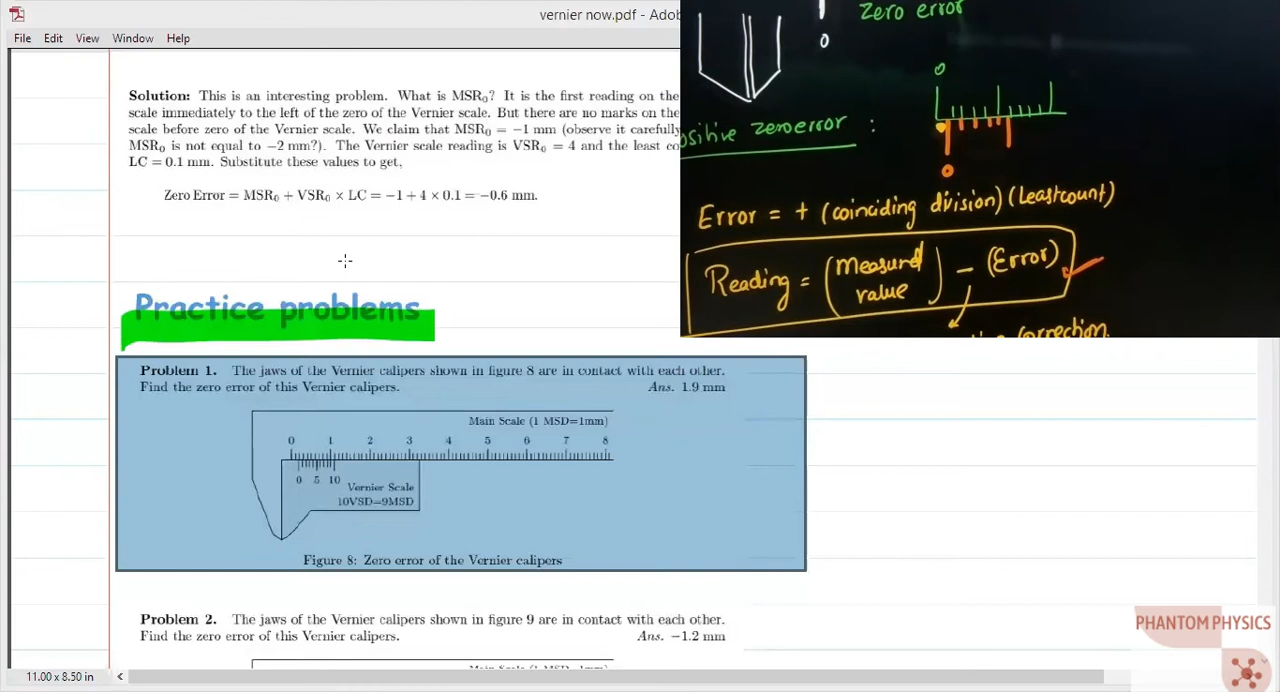 vernier now.pdf - Adob
File Edit View Window Help
Solution: This is an interesting problem. What is MSR₀? It is the first reading on the
scale immediately to the left of the zero of the Vernier scale. But there are no marks on the
scale before zero of the Vernier scale. We claim that MSR₀ = −1 mm (observe it carefully
MSR₀ is not equal to −2 mm?). The Vernier scale reading is VSR₀ = 4 and the least co
LC = 0.1 mm. Substitute these values to get,
Zero Error = MSR₀ + VSR₀ × LC = −1 + 4 × 0.1 = −0.6 mm.
Zero error
0
0
ositive zero error :
0
Error = + (coinciding division) (Least count)
Reading = (Measured value) − (Error)
correction.
Practice problems
Problem 1. The jaws of the Vernier calipers shown in figure 8 are in contact with each other.
Find the zero error of this Vernier calipers. Ans. 1.9 mm
Main Scale (1 MSD=1mm)
0 1 2 3 4 5 6 7 8
0 5 10
Vernier Scale
10VSD=9MSD
Figure 8: Zero error of the Vernier calipers
Problem 2. The jaws of the Vernier calipers shown in figure 9 are in contact with each other.
Find the zero error of this Vernier calipers. Ans. −1.2 mm
Main Scale (1 MSD=1mm)
PHANTOM PHYSICS
11.00 x 8.50 in